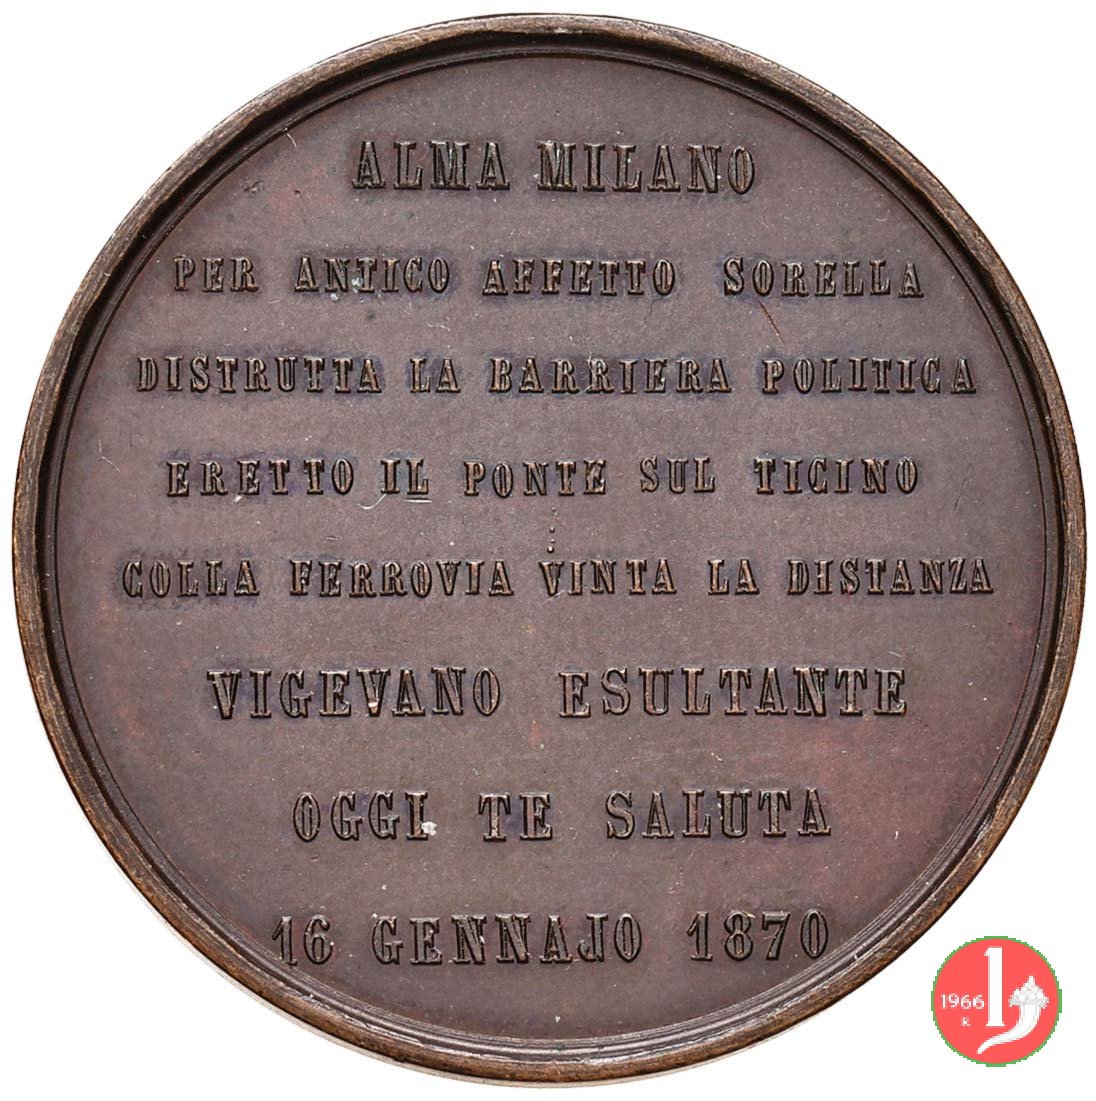 ALMA MILANO
PER ANTICO AFFETTO SORELLA
DISTRUTTA LA BARRIERA POLITICA
ERETTO IL PONTE SUL TICINO
COLLA FERROVIA VINTA LA DISTANZA
VIGEVANO ESULTANTE
OGGI TE SALUTA
16 GENNAJO 1870
1966 1
R